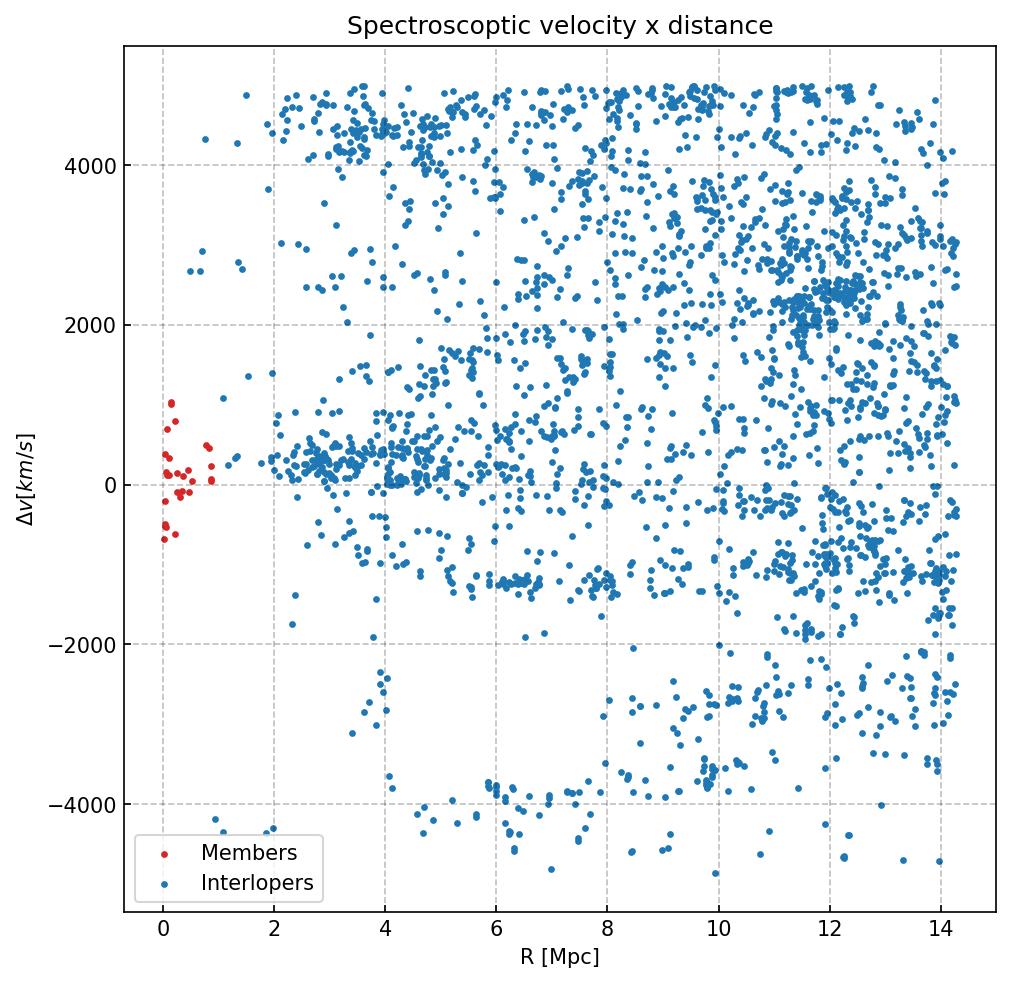 Spectroscoptic velocity x distance
4000
2000
0
−2000
−4000
Δv[km/s]
Members
Interlopers
0 2 4 6 8 10 12 14
R [Mpc]